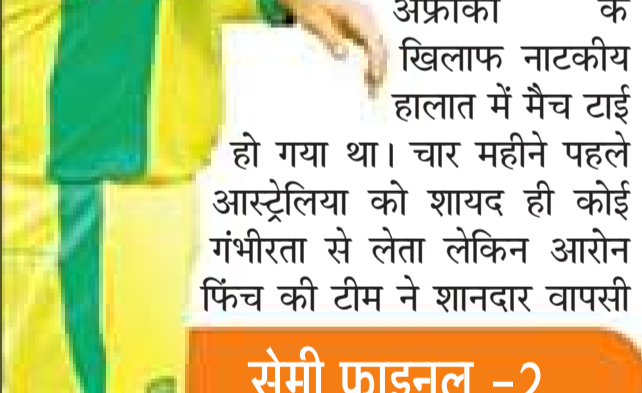 अफ्रीका के
खिलाफ नाटकीय
हालात में मैच टाई
हो गया था। चार महीने पहले
आस्ट्रेलिया को शायद ही कोई
गंभीरता से लेता लेकिन आरोन
फिंच की टीम ने शानदार वापसी
सेमी फाइनल -2